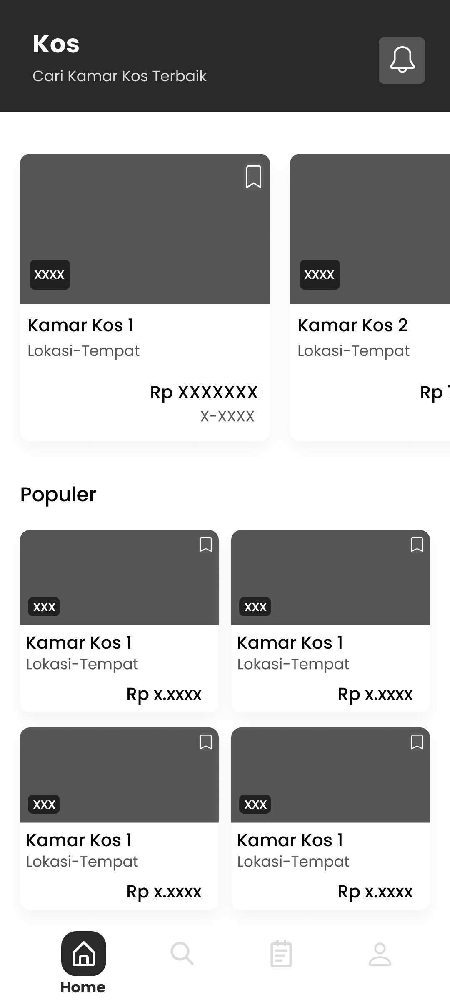 Kos
Cari Kamar Kos Terbaik
XXXX
XXXX
Kamar Kos 1
Kamar Kos 2
Lokasi-Tempat
Lokasi-Tempat
Rp XXXXXXX
Rp 1
X-XXXX
Populer
XXX
XXX
Kamar Kos 1
Kamar Kos 1
Lokasi-Tempat
Lokasi-Tempat
Rp x.xxxx
Rp x.xxxx
XXX
XXX
Kamar Kos 1
Kamar Kos 1
Lokasi-Tempat
Lokasi-Tempat
Rp x.xxxx
Rp x.xxxx
Home